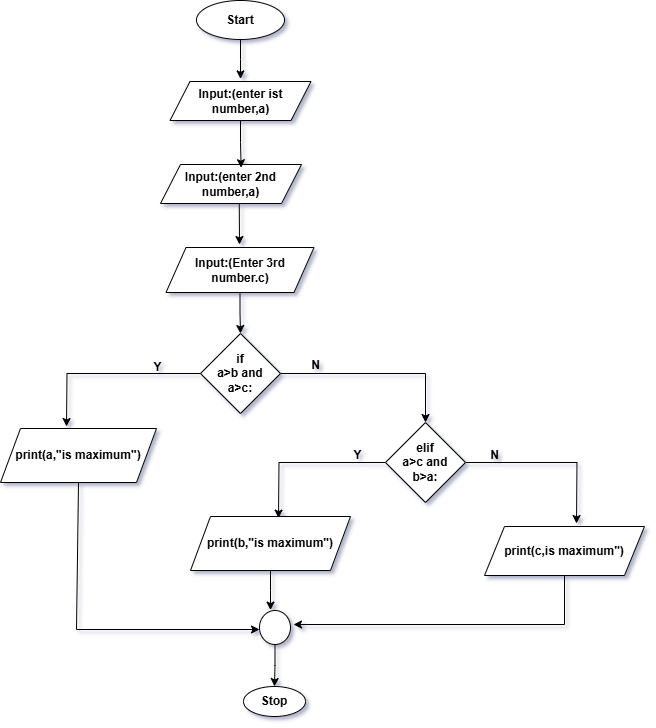 Start
Input:(enter ist
number,a)
Input:(enter 2nd
number,a)
Input:(Enter 3rd
number.c)
if
a>b and
a>c:
Y
N
print(a,"is maximum")
elif
a>c and
b>a:
Y
N
print(b,"is maximum")
print(c,is maximum")
Stop